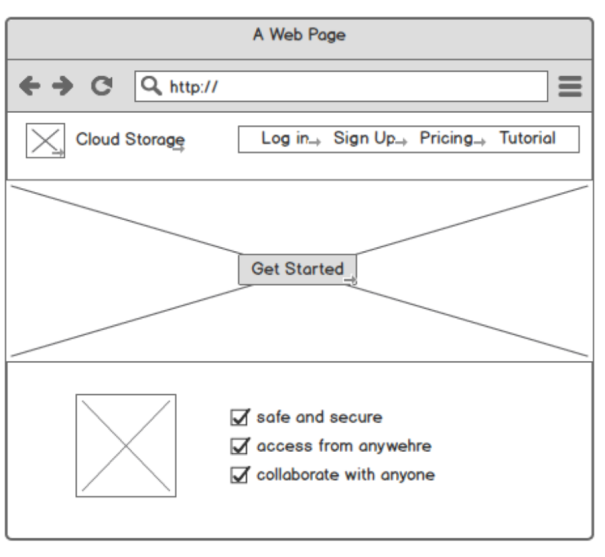 A Web Page
http://
Cloud Storage
Log in Sign Up Pricing Tutorial
Get Started
safe and secure
access from anywehre
collaborate with anyone